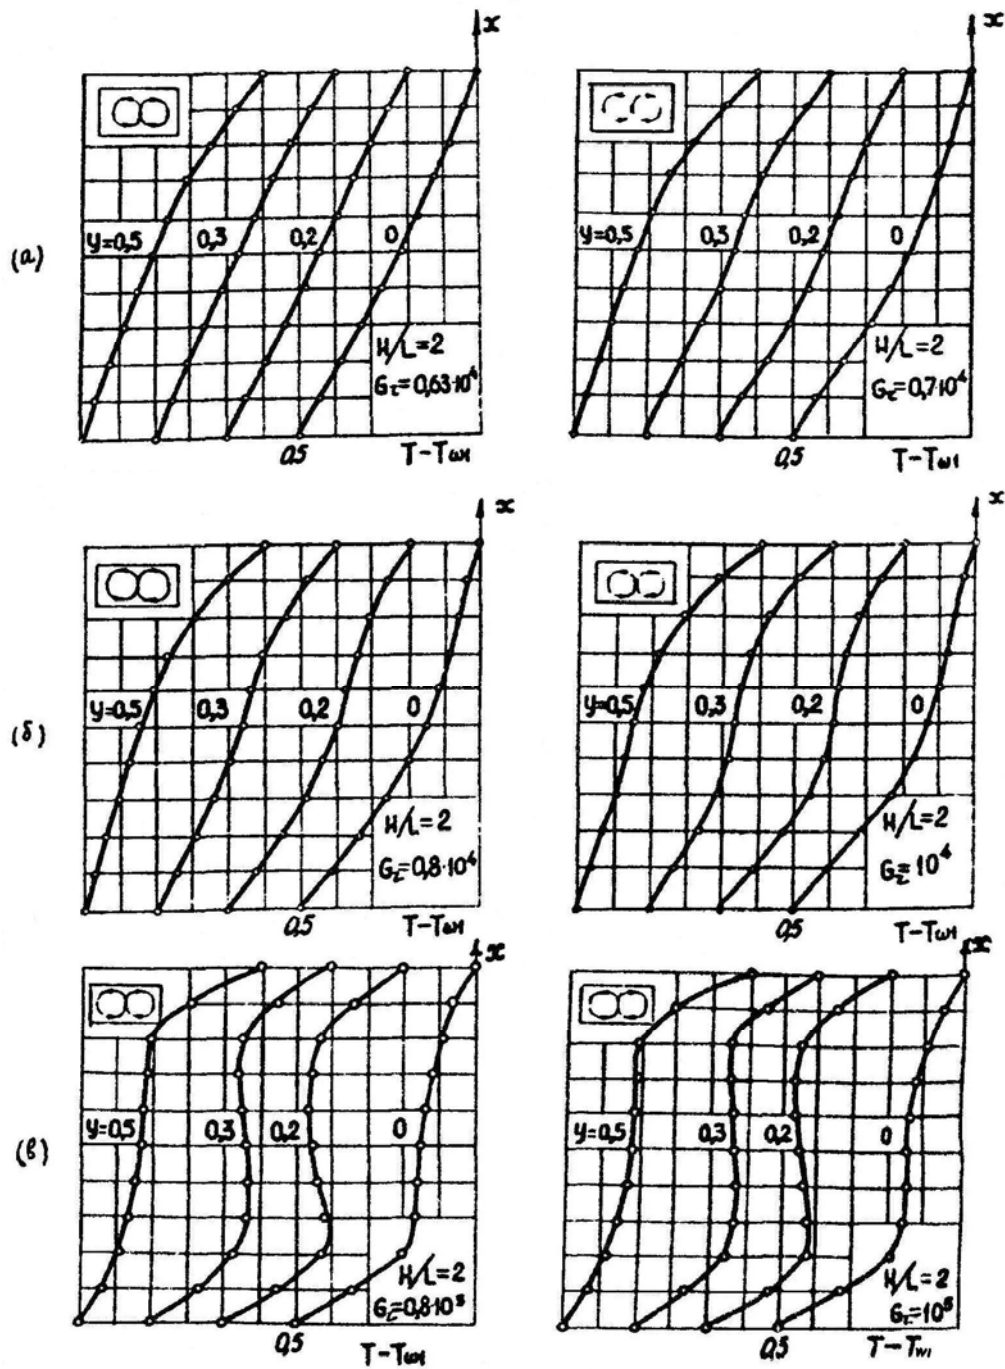 x x
y=0,5 0,3 0,2 0 y=0,5 0,3 0,2 0
(а)
H/L=2 H/L=2
Gr=0,63·10⁴ Gr=0,7·10⁴
0,5 T-Tw1 0,5 T-Tw1
x x
y=0,5 0,3 0,2 0 y=0,5 0,3 0,2 0
(б)
H/L=2 H/L=2
Gr=0,8·10⁴ Gr=10⁴
0,5 T-Tw1 0,5 T-Tw1
x x
y=0,5 0,3 0,2 0 y=0,5 0,3 0,2 0
(в)
H/L=2 H/L=2
Gr=0,8·10⁵ Gr=10⁵
0,5 T-Tw1 0,5 T-Tw1